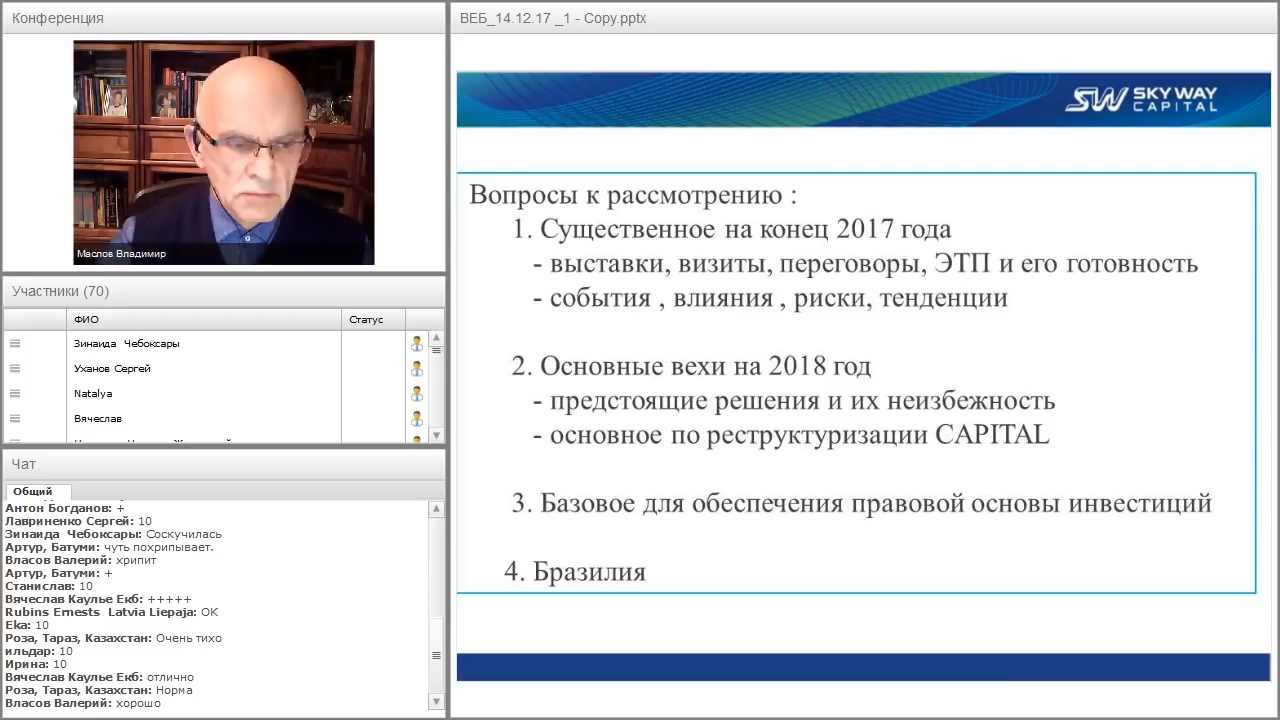 Конференция
Маслов Владимир
Участники (70)
ФИО
Статус
Зинаида Чебоксары
Уханов Сергей
Natalya
Вячеслав
Чат
Общий
Антон Богданов: +
Лавриненко Сергей: 10
Зинаида Чебоксары: Соскучилась
Артур, Батуми: чуть похрипывает.
Власов Валерий: хрипит
Артур, Батуми: +
Станислав: 10
Вячеслав Каулье Екб: +++++
Rubins Ernests Latvia Liepaja: OK
Eka: 10
Роза, Тараз, Казахстан: Очень тихо
ильдар: 10
Ирина: 10
Вячеслав Каулье Екб: отлично
Роза, Тараз, Казахстан: Норма
Власов Валерий: хорошо
ВЕБ_14.12.17 _1 - Copy.pptx
SW SKY WAY
CAPITAL
Вопросы к рассмотрению :
1. Существенное на конец 2017 года
- выставки, визиты, переговоры, ЭТП и его готовность
- события , влияния , риски, тенденции
2. Основные вехи на 2018 год
- предстоящие решения и их неизбежность
- основное по реструктуризации CAPITAL
3. Базовое для обеспечения правовой основы инвестиций
4. Бразилия